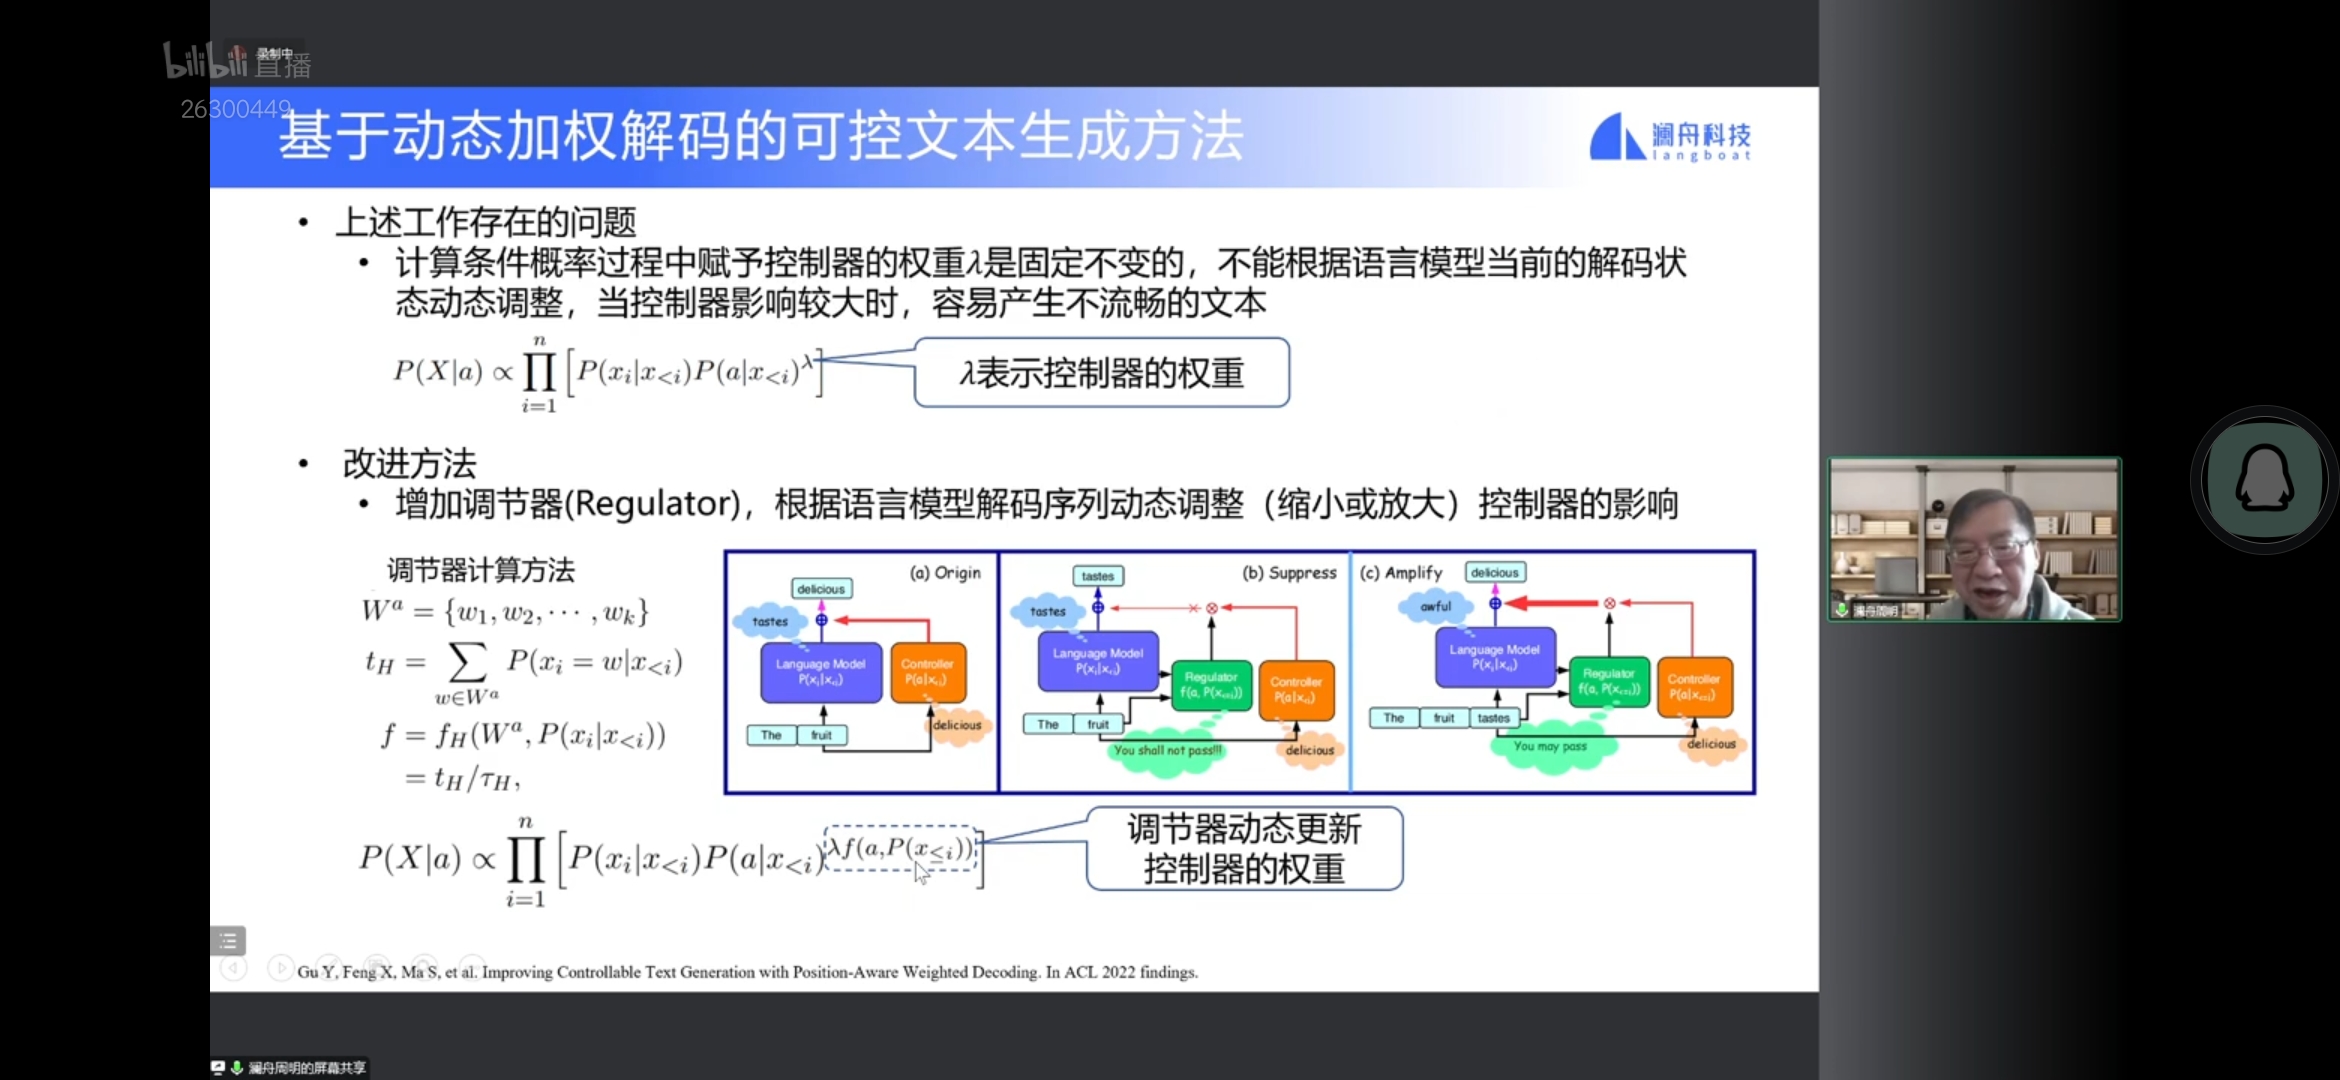 录制中
bilibili 直播
26300449
基于动态加权解码的可控文本生成方法
澜舟科技
langboat
• 上述工作存在的问题
• 计算条件概率过程中赋予控制器的权重λ是固定不变的，不能根据语言模型当前的解码状
态动态调整，当控制器影响较大时，容易产生不流畅的文本
P(X|a) ∝ ∏_{i=1}^{n} [P(x_i|x_{<i})P(a|x_{<i})^λ]
λ表示控制器的权重
• 改进方法
• 增加调节器(Regulator)，根据语言模型解码序列动态调整（缩小或放大）控制器的影响
调节器计算方法
W^a = {w_1, w_2, ⋯ , w_k}
t_H = ∑_{w∈W^a} P(x_i = w|x_{<i})
f = f_H(W^a, P(x_i|x_{<i}))
= t_H/τ_H,
(a) Origin
delicious
tastes
Language Model
P(x_i|x_{<i})
Controller
P(a|x_{<i})
The fruit
delicious
(b) Suppress
tastes
tastes
Language Model
P(x_i|x_{<i})
Regulator
f(a, P(x_{<=i}))
Controller
P(a|x_{<i})
The fruit
You shall not pass!!!
delicious
(c) Amplify
delicious
awful
Language Model
P(x_i|x_{<i})
Regulator
f(a, P(x_{<=i}))
Controller
P(a|x_{<=i})
The fruit tastes
You may pass
delicious
P(X|a) ∝ ∏_{i=1}^{n} [P(x_i|x_{<i})P(a|x_{<i})^{λf(a,P(x_{≤i}))}]
调节器动态更新
控制器的权重
Gu Y, Feng X, Ma S, et al. Improving Controllable Text Generation with Position-Aware Weighted Decoding. In ACL 2022 findings.
澜舟周明
澜舟周明的屏幕共享